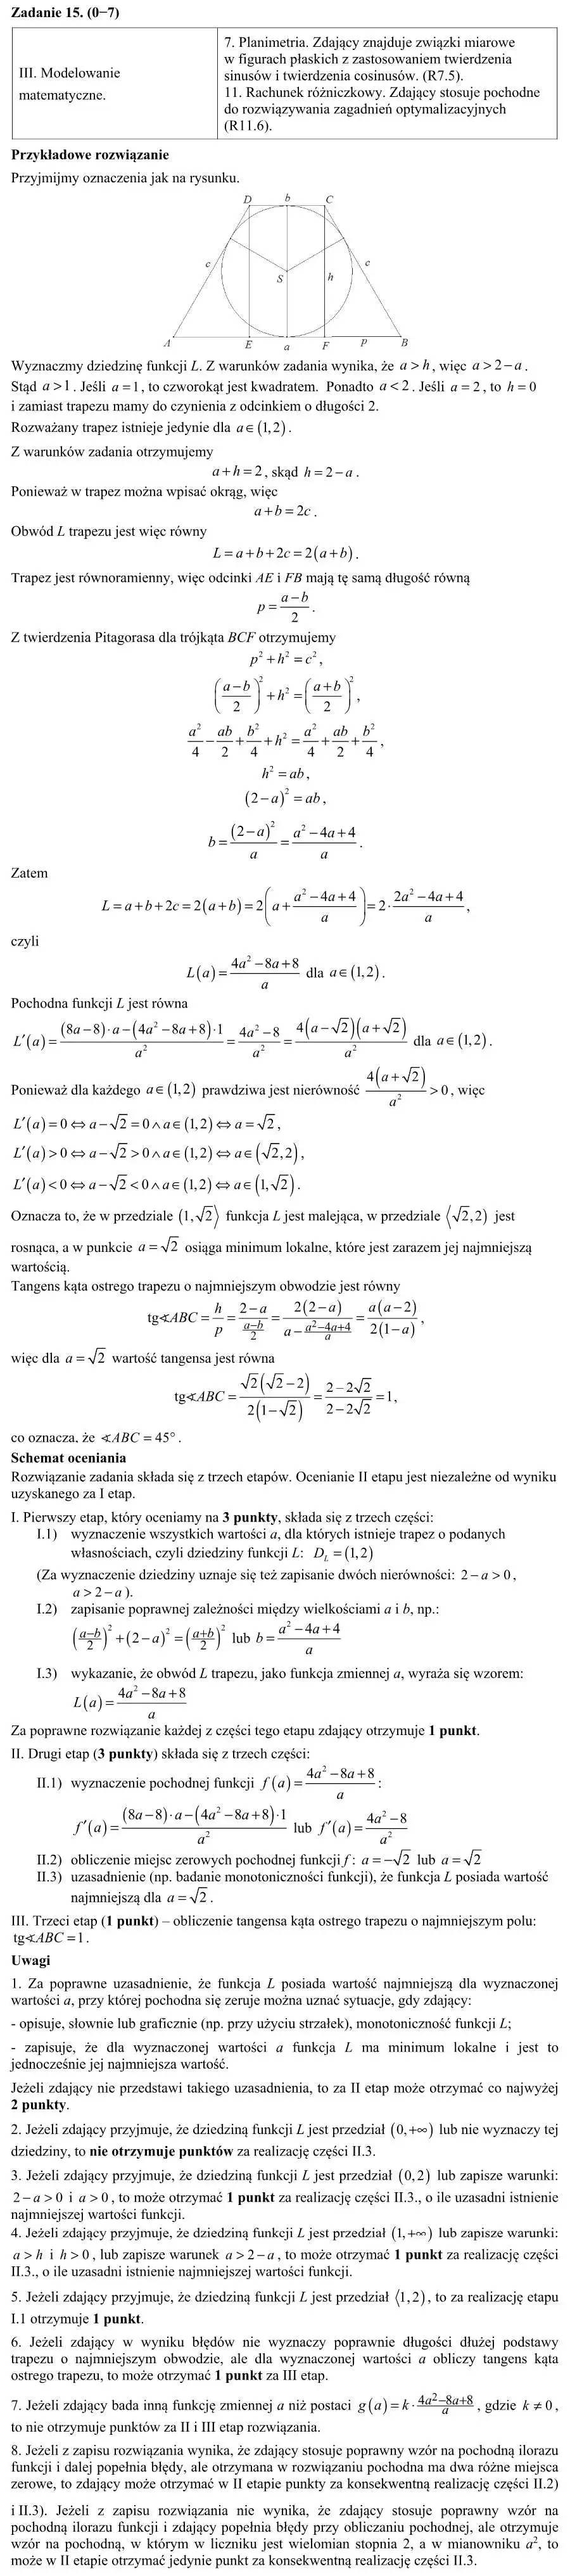 Zadanie 15. (0−7)
III. Modelowanie
matematyczne.
7. Planimetria. Zdający znajduje związki miarowe
w figurach płaskich z zastosowaniem twierdzenia
sinusów i twierdzenia cosinusów. (R7.5).
11. Rachunek różniczkowy. Zdający stosuje pochodne
do rozwiązywania zagadnień optymalizacyjnych
(R11.6).
Przykładowe rozwiązanie
Przyjmijmy oznaczenia jak na rysunku.
D b C
c c
S h
A E a F p B
Wyznaczmy dziedzinę funkcji L. Z warunków zadania wynika, że a > h, więc a > 2 − a.
Stąd a > 1. Jeśli a = 1, to czworokąt jest kwadratem. Ponadto a < 2. Jeśli a = 2, to h = 0
i zamiast trapezu mamy do czynienia z odcinkiem o długości 2.
Rozważany trapez istnieje jedynie dla a ∈ (1, 2).
Z warunków zadania otrzymujemy
a + h = 2, skąd h = 2 − a.
Ponieważ w trapez można wpisać okrąg, więc
a + b = 2c.
Obwód L trapezu jest więc równy
L = a + b + 2c = 2(a + b).
Trapez jest równoramienny, więc odcinki AE i FB mają tę samą długość równą
p = (a − b)/2.
Z twierdzenia Pitagorasa dla trójkąta BCF otrzymujemy
p² + h² = c²,
((a − b)/2)² + h² = ((a + b)/2)²,
a²/4 − ab/2 + b²/4 + h² = a²/4 + ab/2 + b²/4,
h² = ab,
(2 − a)² = ab,
b = (2 − a)²/a = (a² − 4a + 4)/a.
Zatem
L = a + b + 2c = 2(a + b) = 2(a + (a² − 4a + 4)/a) = 2 · (2a² − 4a + 4)/a,
czyli
L(a) = (4a² − 8a + 8)/a dla a ∈ (1, 2).
Pochodna funkcji L jest równa
L′(a) = ((8a − 8)·a − (4a² − 8a + 8)·1)/a² = (4a² − 8)/a² = 4(a − √2)(a + √2)/a² dla a ∈ (1, 2).
Ponieważ dla każdego a ∈ (1, 2) prawdziwa jest nierówność 4(a + √2)/a² > 0, więc
L′(a) = 0 ⇔ a − √2 = 0 ∧ a ∈ (1, 2) ⇔ a = √2,
L′(a) > 0 ⇔ a − √2 > 0 ∧ a ∈ (1, 2) ⇔ a ∈ (√2, 2),
L′(a) < 0 ⇔ a − √2 < 0 ∧ a ∈ (1, 2) ⇔ a ∈ (1, √2).
Oznacza to, że w przedziale (1, √2⟩ funkcja L jest malejąca, w przedziale ⟨√2, 2) jest
rosnąca, a w punkcie a = √2 osiąga minimum lokalne, które jest zarazem jej najmniejszą
wartością.
Tangens kąta ostrego trapezu o najmniejszym obwodzie jest równy
tg∢ABC = h/p = (2 − a)/((a−b)/2) = 2(2 − a)/(a − (a²−4a+4)/a) = a(a − 2)/(2(1 − a)),
więc dla a = √2 wartość tangensa jest równa
tg∢ABC = √2(√2 − 2)/(2(1 − √2)) = (2 − 2√2)/(2 − 2√2) = 1,
co oznacza, że ∢ABC = 45°.
Schemat oceniania
Rozwiązanie zadania składa się z trzech etapów. Ocenianie II etapu jest niezależne od wyniku
uzyskanego za I etap.
I. Pierwszy etap, który oceniamy na 3 punkty, składa się z trzech części:
I.1) wyznaczenie wszystkich wartości a, dla których istnieje trapez o podanych
własnościach, czyli dziedziny funkcji L: D_L = (1, 2)
(Za wyznaczenie dziedziny uznaje się też zapisanie dwóch nierówności: 2 − a > 0,
a > 2 − a).
I.2) zapisanie poprawnej zależności między wielkościami a i b, np.:
((a−b)/2)² + (2 − a)² = ((a+b)/2)² lub b = (a² − 4a + 4)/a
I.3) wykazanie, że obwód L trapezu, jako funkcja zmiennej a, wyraża się wzorem:
L(a) = (4a² − 8a + 8)/a
Za poprawne rozwiązanie każdej z części tego etapu zdający otrzymuje 1 punkt.
II. Drugi etap (3 punkty) składa się z trzech części:
II.1) wyznaczenie pochodnej funkcji f(a) = (4a² − 8a + 8)/a :
f′(a) = ((8a − 8)·a − (4a² − 8a + 8)·1)/a² lub f′(a) = (4a² − 8)/a²
II.2) obliczenie miejsc zerowych pochodnej funkcji f: a = −√2 lub a = √2
II.3) uzasadnienie (np. badanie monotoniczności funkcji), że funkcja L posiada wartość
najmniejszą dla a = √2.
III. Trzeci etap (1 punkt) – obliczenie tangensa kąta ostrego trapezu o najmniejszym polu:
tg∢ABC = 1.
Uwagi
1. Za poprawne uzasadnienie, że funkcja L posiada wartość najmniejszą dla wyznaczonej
wartości a, przy której pochodna się zeruje można uznać sytuacje, gdy zdający:
- opisuje, słownie lub graficznie (np. przy użyciu strzałek), monotoniczność funkcji L;
- zapisuje, że dla wyznaczonej wartości a funkcja L ma minimum lokalne i jest to
jednocześnie jej najmniejsza wartość.
Jeżeli zdający nie przedstawi takiego uzasadnienia, to za II etap może otrzymać co najwyżej
2 punkty.
2. Jeżeli zdający przyjmuje, że dziedziną funkcji L jest przedział (0, +∞) lub nie wyznaczy tej
dziedziny, to nie otrzymuje punktów za realizację części II.3.
3. Jeżeli zdający przyjmuje, że dziedziną funkcji L jest przedział (0, 2) lub zapisze warunki:
2 − a > 0 i a > 0, to może otrzymać 1 punkt za realizację części II.3., o ile uzasadni istnienie
najmniejszej wartości funkcji.
4. Jeżeli zdający przyjmuje, że dziedziną funkcji L jest przedział (1, +∞) lub zapisze warunki:
a > h i h > 0, lub zapisze warunek a > 2 − a, to może otrzymać 1 punkt za realizację części
II.3., o ile uzasadni istnienie najmniejszej wartości funkcji.
5. Jeżeli zdający przyjmuje, że dziedziną funkcji L jest przedział ⟨1, 2), to za realizację etapu
I.1 otrzymuje 1 punkt.
6. Jeżeli zdający w wyniku błędów nie wyznaczy poprawnie długości dłużej podstawy
trapezu o najmniejszym obwodzie, ale dla wyznaczonej wartości a obliczy tangens kąta
ostrego trapezu, to może otrzymać 1 punkt za III etap.
7. Jeżeli zdający bada inną funkcję zmiennej a niż postaci g(a) = k · (4a²−8a+8)/a, gdzie k ≠ 0,
to nie otrzymuje punktów za II i III etap rozwiązania.
8. Jeżeli z zapisu rozwiązania wynika, że zdający stosuje poprawny wzór na pochodną ilorazu
funkcji i dalej popełnia błędy, ale otrzymana w rozwiązaniu pochodna ma dwa różne miejsca
zerowe, to zdający może otrzymać w II etapie punkty za konsekwentną realizację części II.2)
i II.3). Jeżeli z zapisu rozwiązania nie wynika, że zdający stosuje poprawny wzór na
pochodną ilorazu funkcji i zdający popełnia błędy przy obliczaniu pochodnej, ale otrzymuje
wzór na pochodną, w którym w liczniku jest wielomian stopnia 2, a w mianowniku a², to
może w II etapie otrzymać jedynie punkt za konsekwentną realizację części II.3.